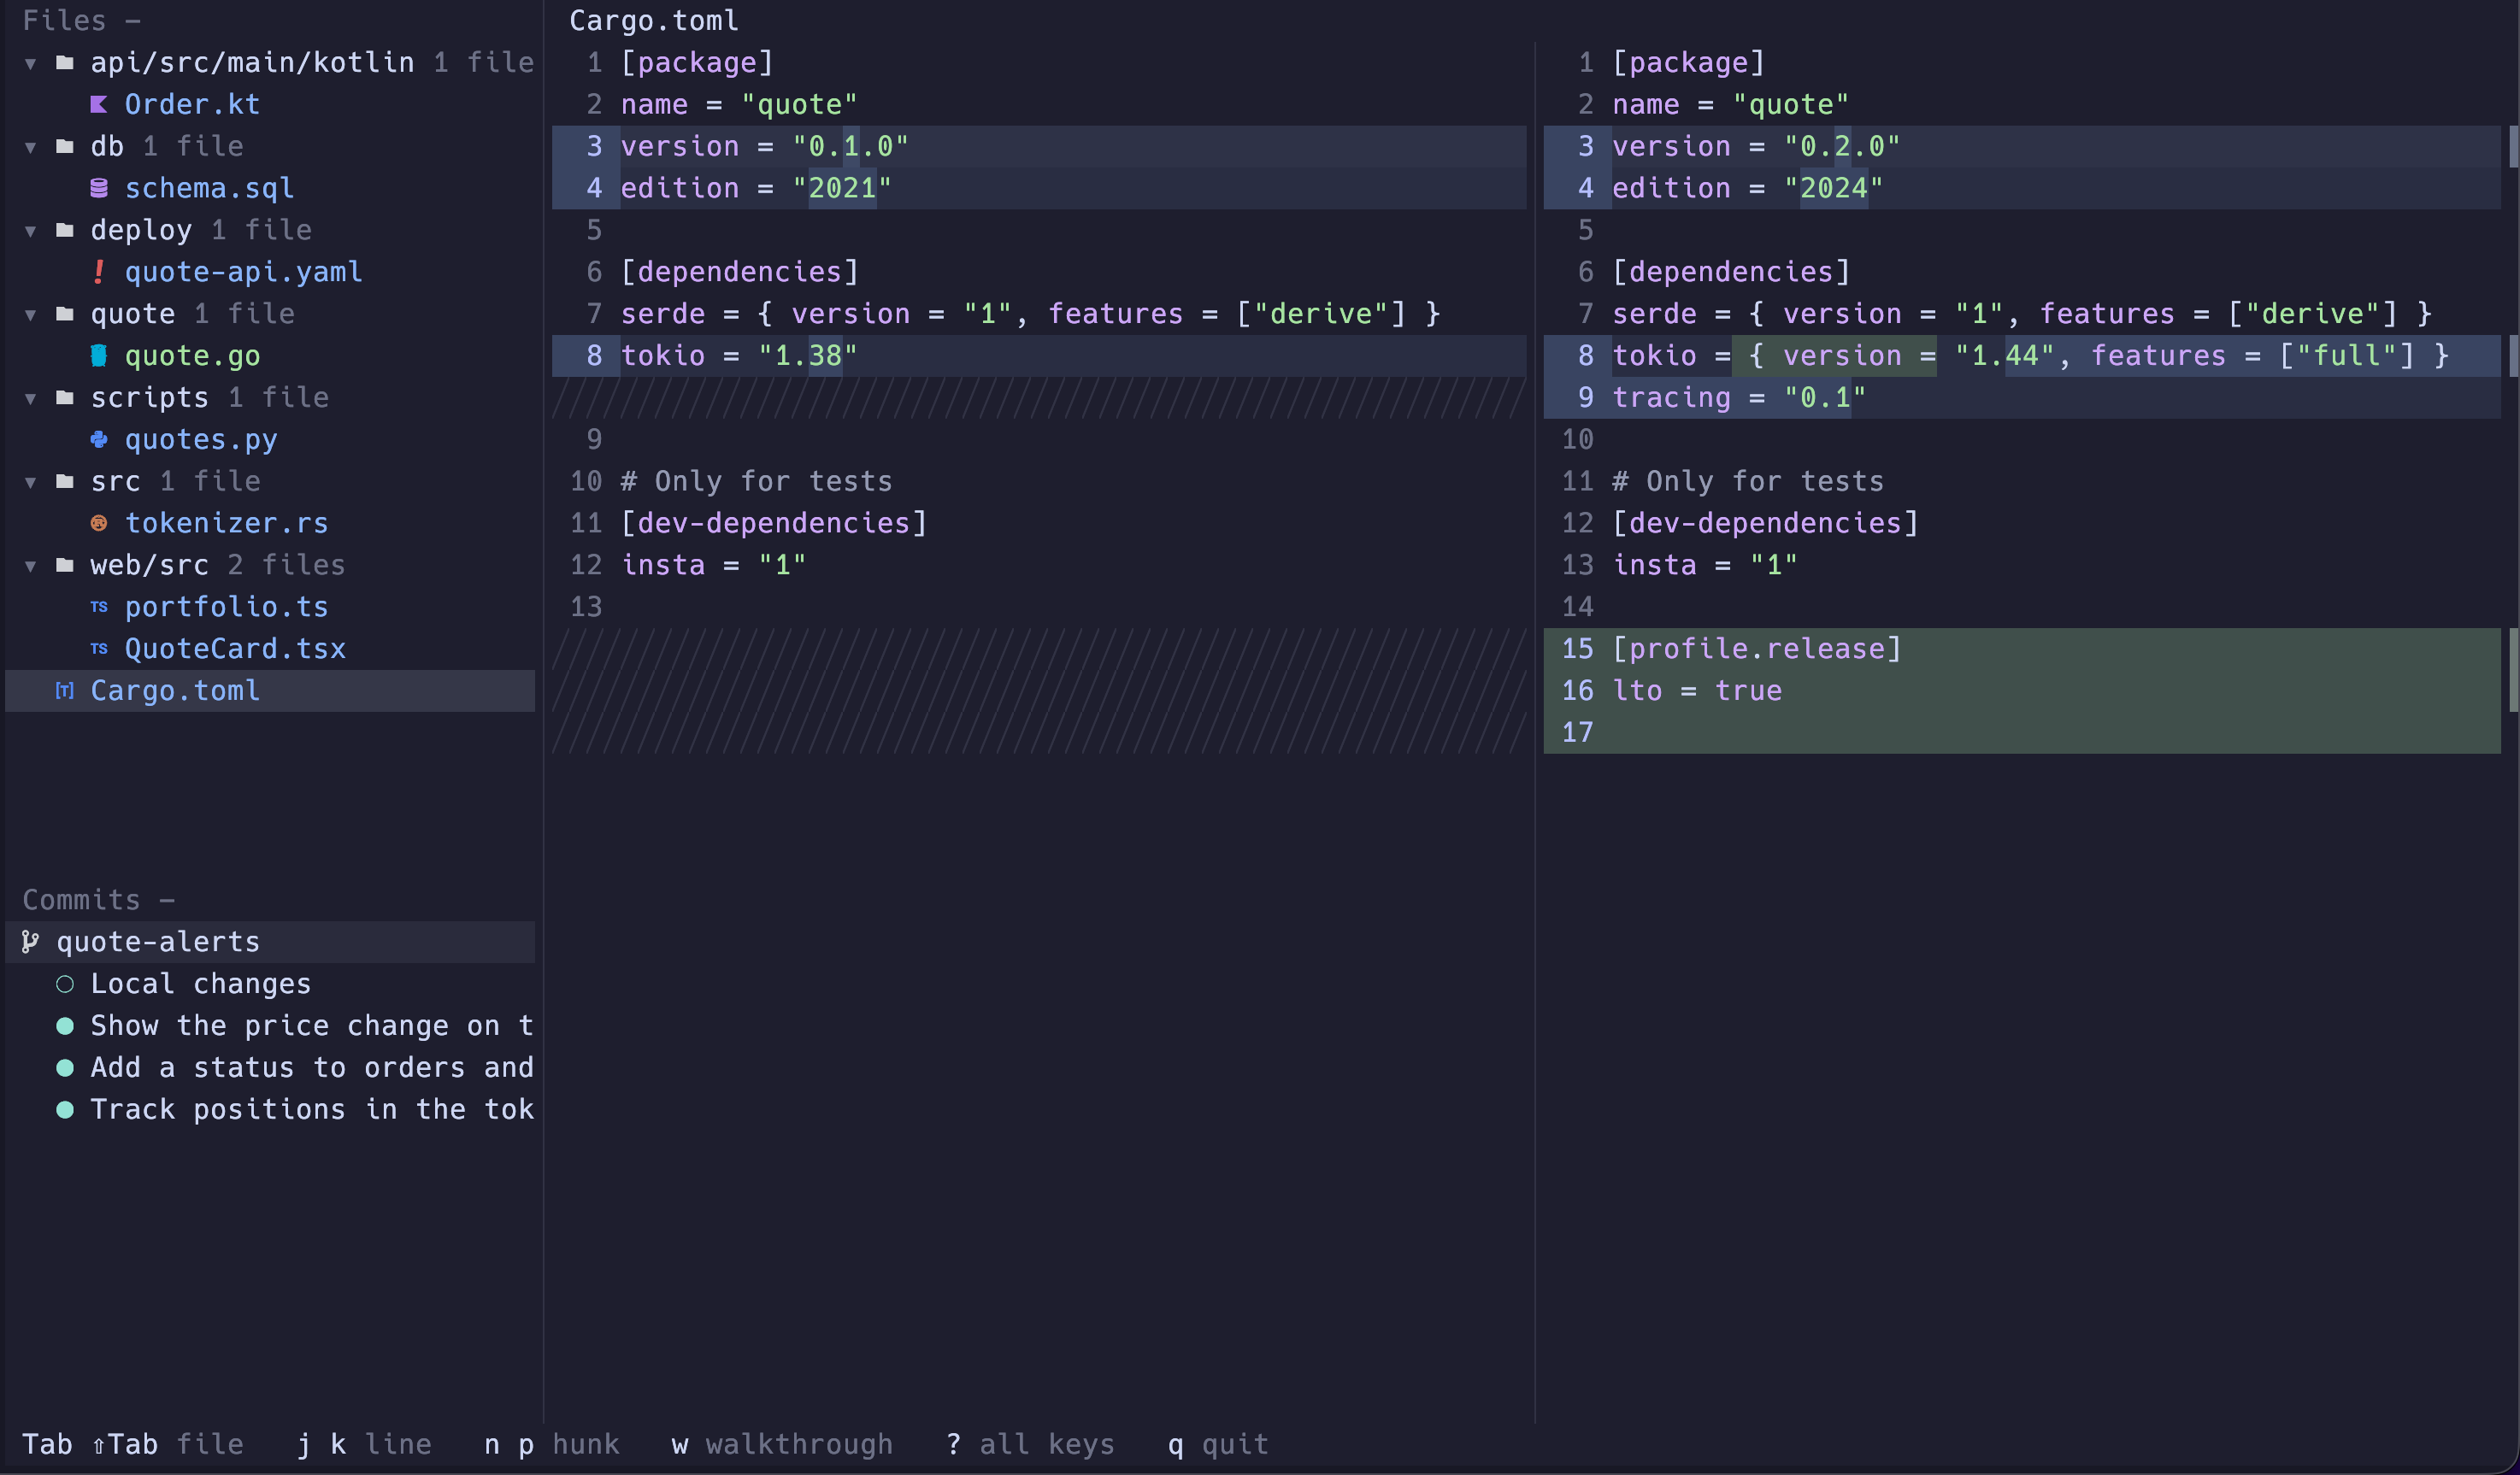 Files −
▾ api/src/main/kotlin 1 file
Order.kt
▾ db 1 file
schema.sql
▾ deploy 1 file
! quote-api.yaml
▾ quote 1 file
quote.go
▾ scripts 1 file
quotes.py
▾ src 1 file
tokenizer.rs
▾ web/src 2 files
TS portfolio.ts
TS QuoteCard.tsx
[T] Cargo.toml
Commits −
quote-alerts
Local changes
Show the price change on t
Add a status to orders and
Track positions in the tok
Cargo.toml
1 [package]
2 name = "quote"
3 version = "0.1.0"
4 edition = "2021"
5
6 [dependencies]
7 serde = { version = "1", features = ["derive"] }
8 tokio = "1.38"
9
10 # Only for tests
11 [dev-dependencies]
12 insta = "1"
13
1 [package]
2 name = "quote"
3 version = "0.2.0"
4 edition = "2024"
5
6 [dependencies]
7 serde = { version = "1", features = ["derive"] }
8 tokio = { version = "1.44", features = ["full"] }
9 tracing = "0.1"
10
11 # Only for tests
12 [dev-dependencies]
13 insta = "1"
14
15 [profile.release]
16 lto = true
17
Tab ⇧Tab file j k line n p hunk w walkthrough ? all keys q quit